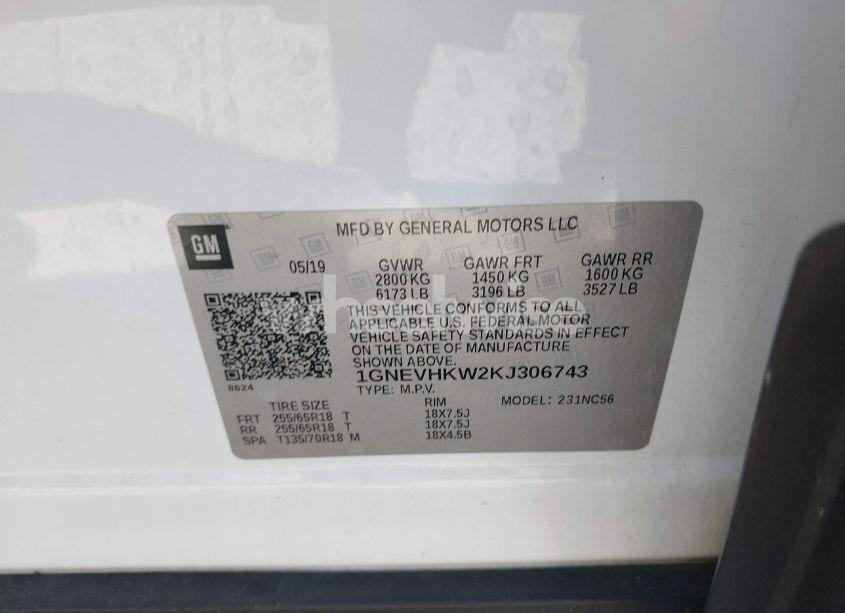 GM
MFD BY GENERAL MOTORS LLC
05/19 GVWR GAWR FRT GAWR RR
2800 KG 1450 KG 1600 KG
6173 LB 3196 LB 3527 LB
THIS VEHICLE CONFORMS TO ALL
APPLICABLE U.S. FEDERAL MOTOR
VEHICLE SAFETY STANDARDS IN EFFECT
ON THE DATE OF MANUFACTURE
SHOWN ABOVE.
1GNEVHKW2KJ306743
8624
TYPE: M.P.V. MODEL: 231NC56
TIRE SIZE RIM
FRT 255/65R18 T 18X7.5J
RR 255/65R18 T 18X7.5J
SPA T135/70R18 M 18X4.5B